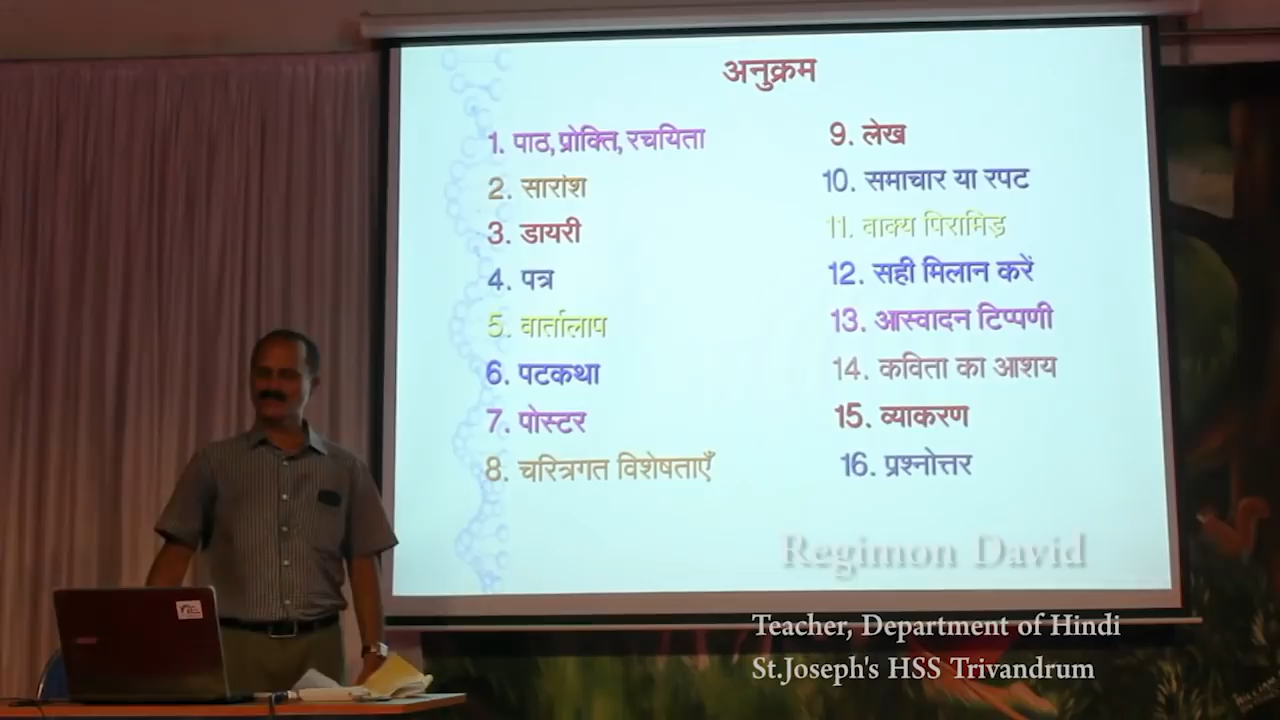 अनुक्रम
1. पाठ, प्रोक्ति, रचयिता
2. सारांश
3. डायरी
4. पत्र
5. वार्तालाप
6. पटकथा
7. पोस्टर
8. चरित्रगत विशेषताएँ
9. लेख
10. समाचार या रपट
11. वाक्य पिरामिड़
12. सही मिलान करें
13. आस्वादन टिप्पणी
14. कविता का आशय
15. व्याकरण
16. प्रश्नोत्तर
Regimon David
Teacher, Department of Hindi
St.Joseph's HSS Trivandrum